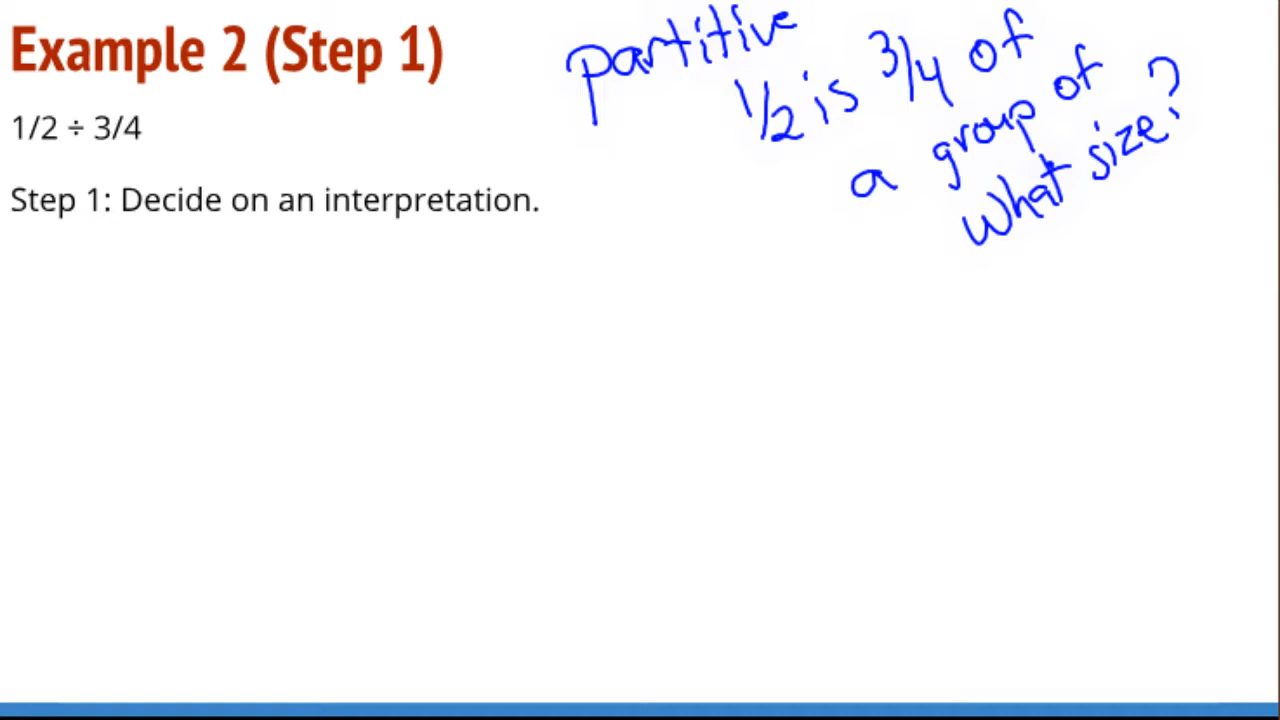 Example 2 (Step 1)
1/2 ÷ 3/4
Step 1: Decide on an interpretation.
partitive
1/2 is 3/4 of
a group of
what size?